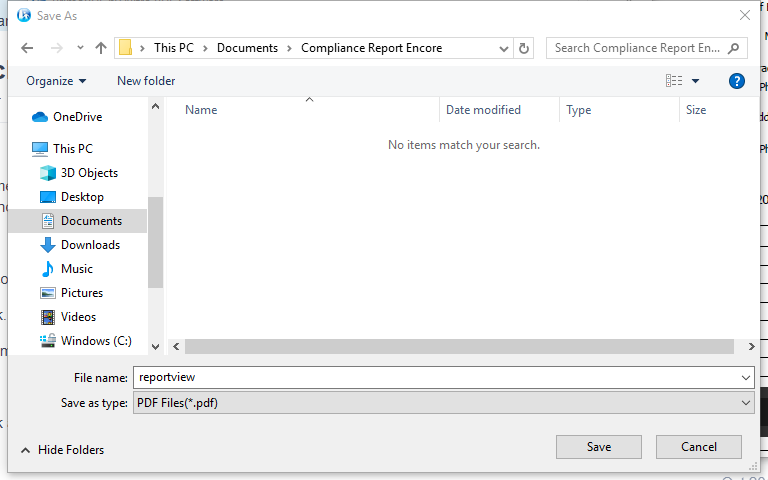 Save As
This PC > Documents > Compliance Report Encore
Search Compliance Report En...
Organize
New folder
OneDrive
This PC
3D Objects
Desktop
Documents
Downloads
Music
Pictures
Videos
Windows (C:)
Name
Date modified
Type
Size
No items match your search.
File name: reportview
Save as type: PDF Files(*.pdf)
Hide Folders
Save
Cancel